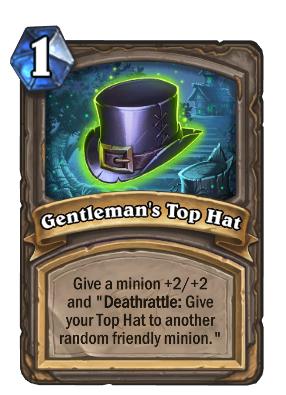 1
Gentleman's Top Hat
Give a minion +2/+2
and "Deathrattle: Give
your Top Hat to another
random friendly minion."